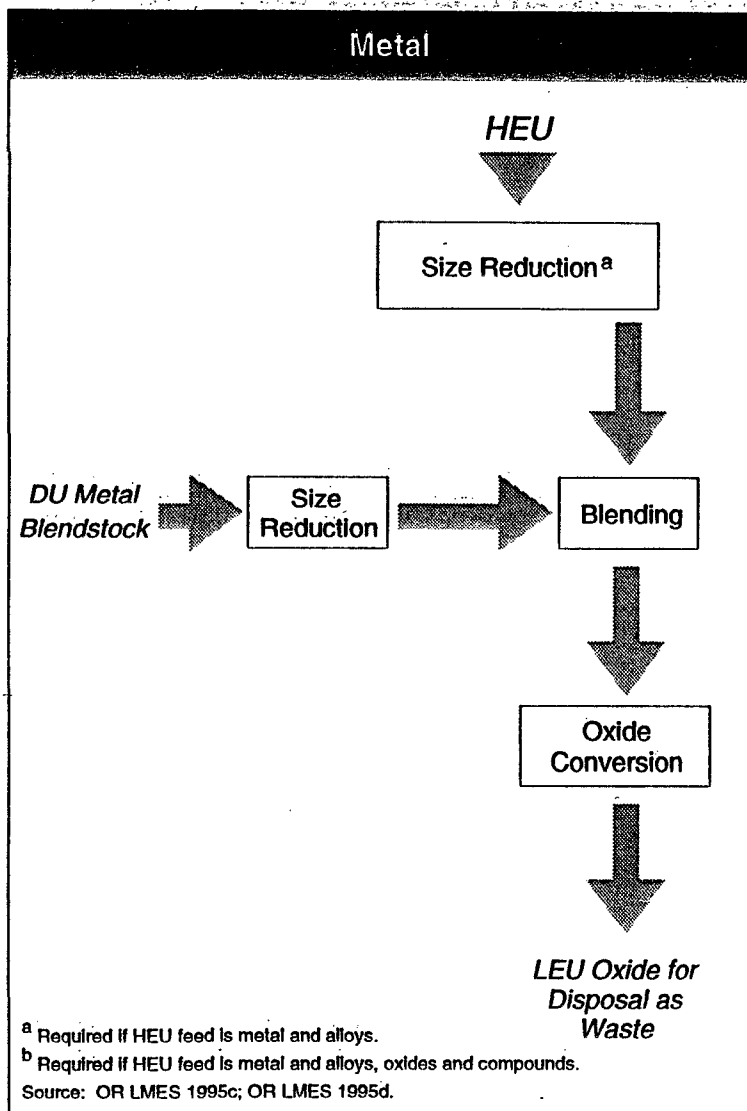 Metal
HEU
Size Reduction a
DU Metal
Blendstock
Size
Reduction
Blending
Oxide
Conversion
LEU Oxide for
Disposal as
Waste
a Required if HEU feed is metal and alloys.
b Required if HEU feed is metal and alloys, oxides and compounds.
Source: OR LMES 1995c; OR LMES 1995d.